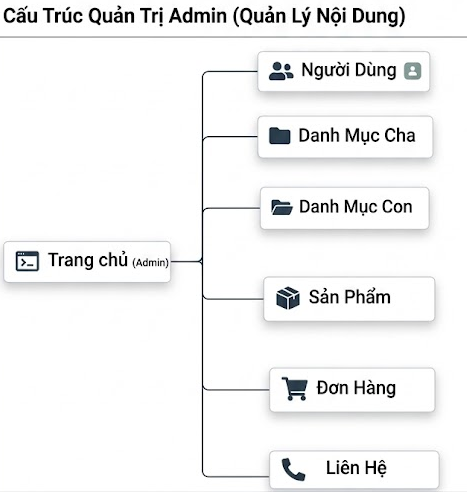 Cấu Trúc Quản Trị Admin (Quản Lý Nội Dung)
Người Dùng
Danh Mục Cha
Danh Mục Con
Trang chủ (Admin)
Sản Phẩm
Đơn Hàng
Liên Hệ